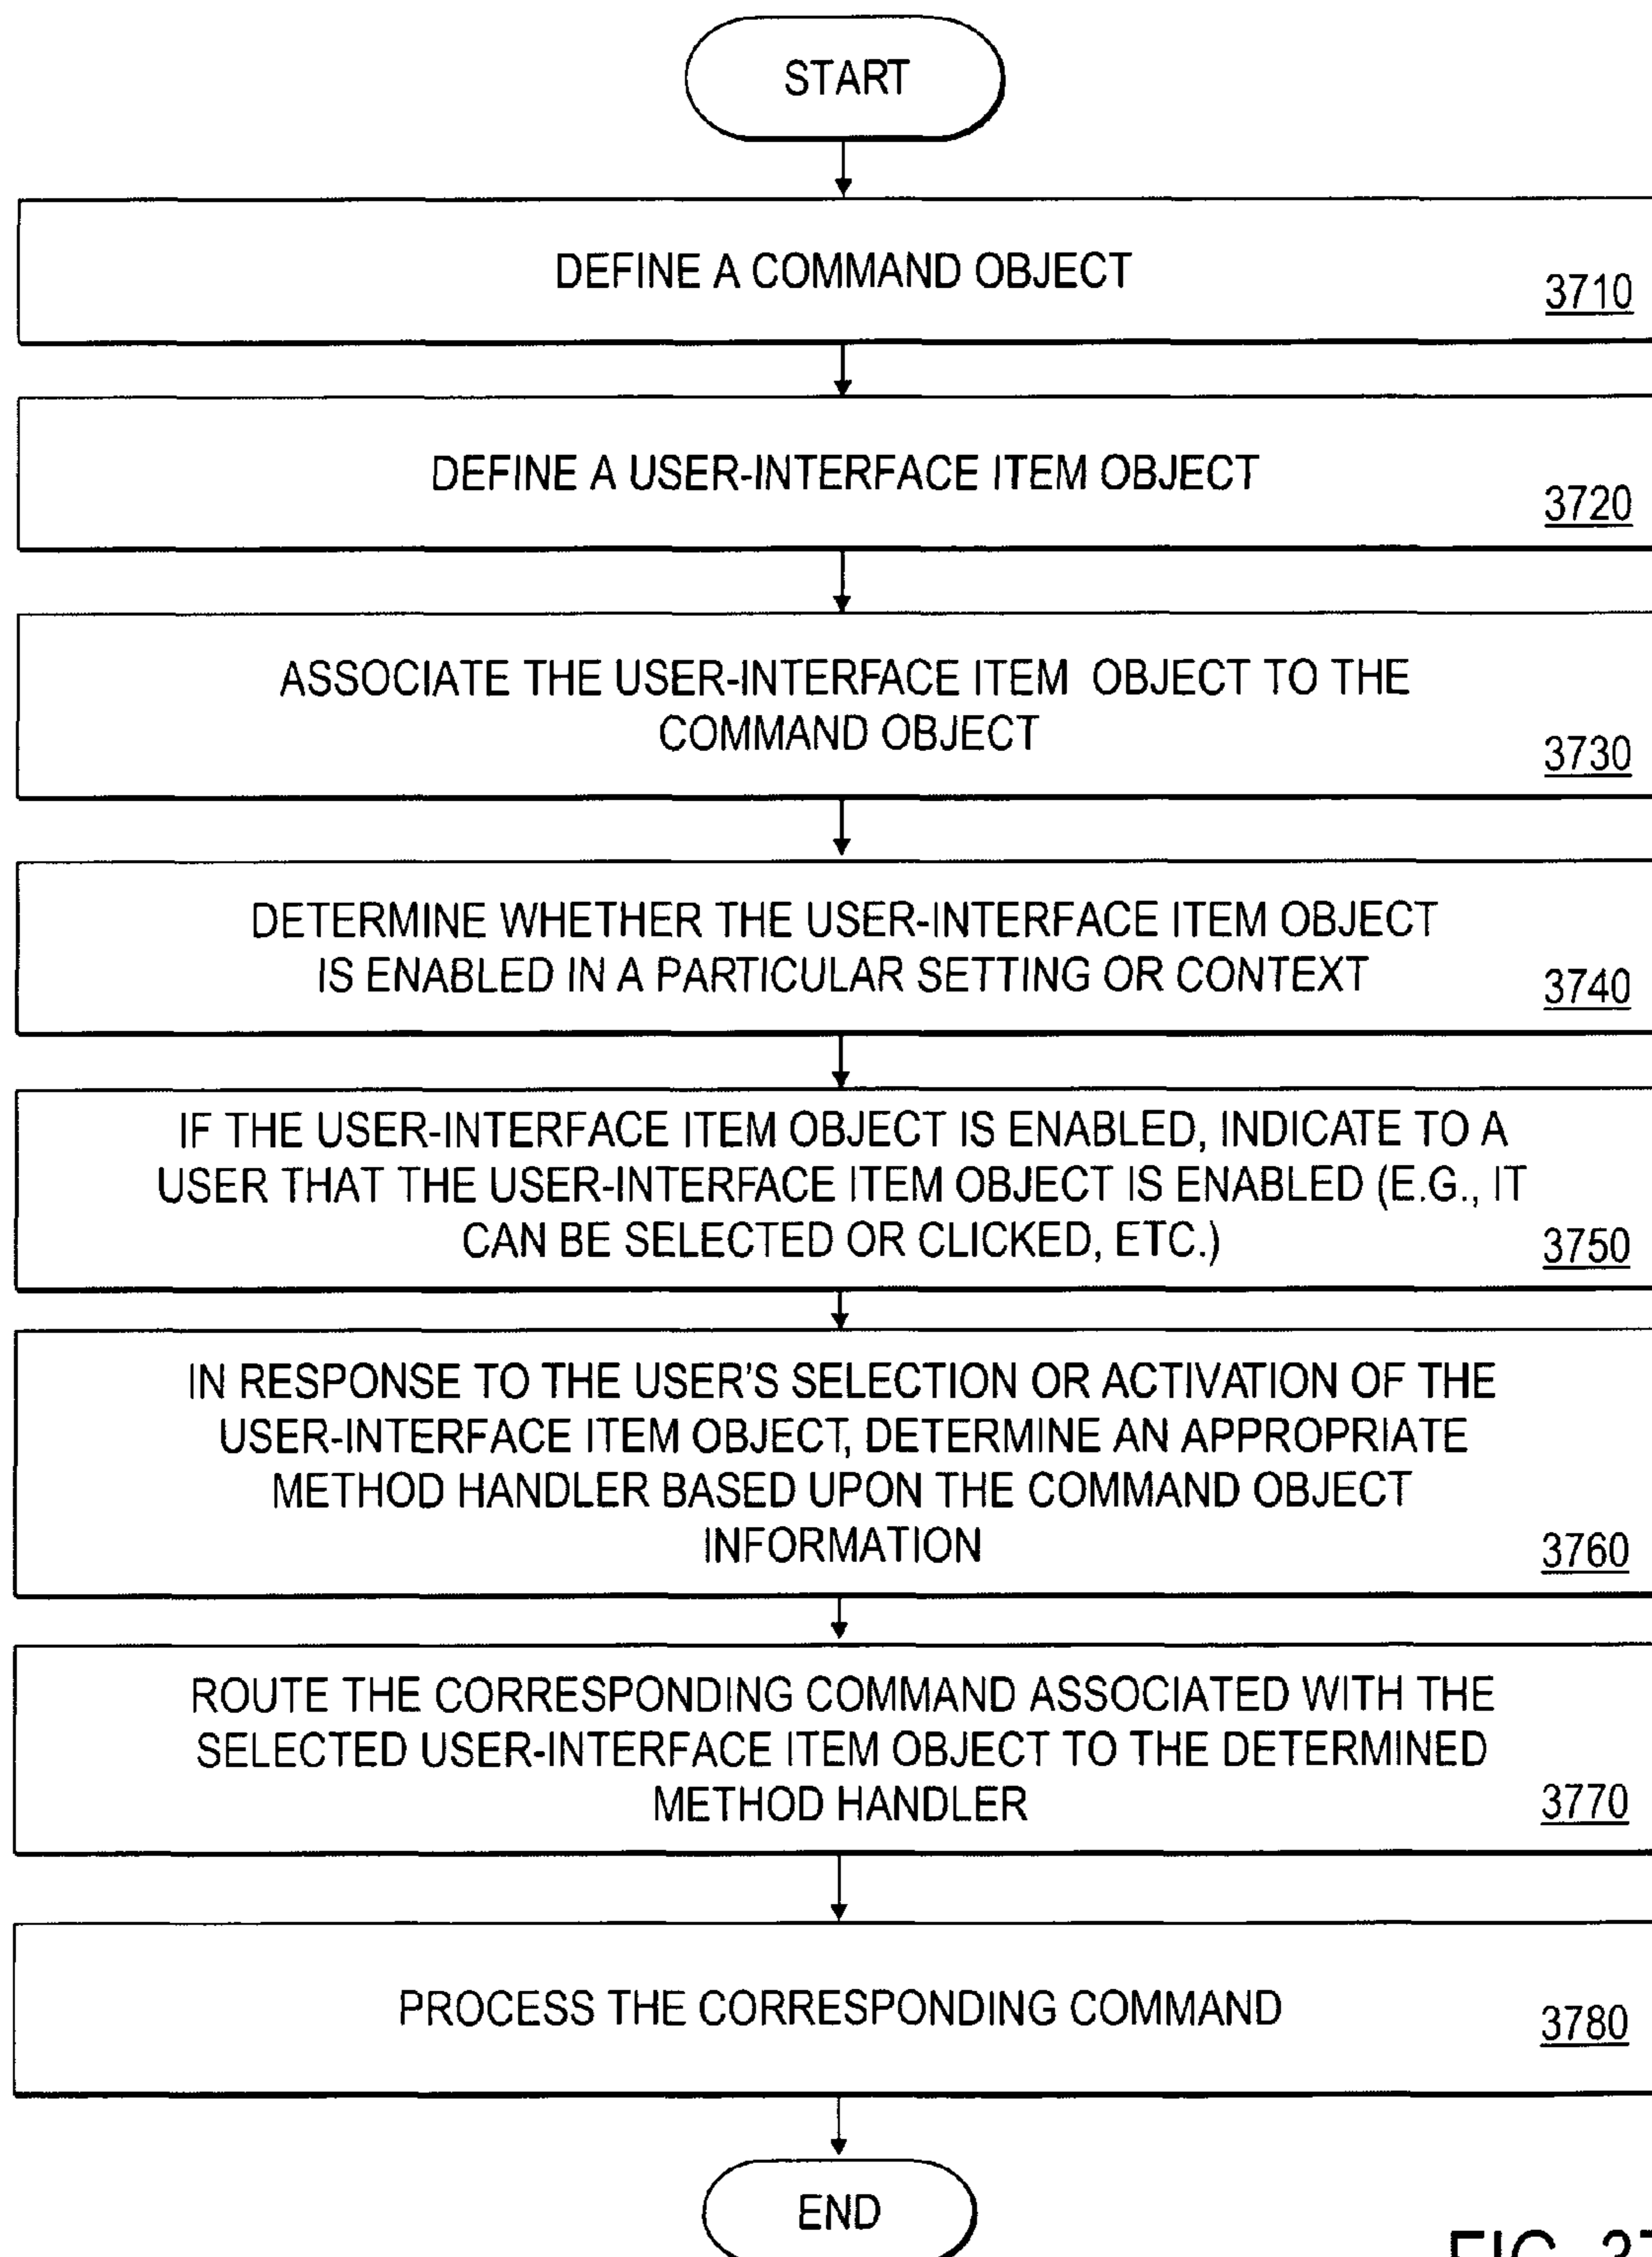 START
DEFINE A COMMAND OBJECT
3710
DEFINE A USER-INTERFACE ITEM OBJECT
3720
ASSOCIATE THE USER-INTERFACE ITEM OBJECT TO THE
COMMAND OBJECT
3730
DETERMINE WHETHER THE USER-INTERFACE ITEM OBJECT
IS ENABLED IN A PARTICULAR SETTING OR CONTEXT
3740
IF THE USER-INTERFACE ITEM OBJECT IS ENABLED, INDICATE TO A
USER THAT THE USER-INTERFACE ITEM OBJECT IS ENABLED (E.G., IT
CAN BE SELECTED OR CLICKED, ETC.)
3750
IN RESPONSE TO THE USER'S SELECTION OR ACTIVATION OF THE
USER-INTERFACE ITEM OBJECT, DETERMINE AN APPROPRIATE
METHOD HANDLER BASED UPON THE COMMAND OBJECT
INFORMATION
3760
ROUTE THE CORRESPONDING COMMAND ASSOCIATED WITH THE
SELECTED USER-INTERFACE ITEM OBJECT TO THE DETERMINED
METHOD HANDLER
3770
PROCESS THE CORRESPONDING COMMAND
3780
END
FIG. 37